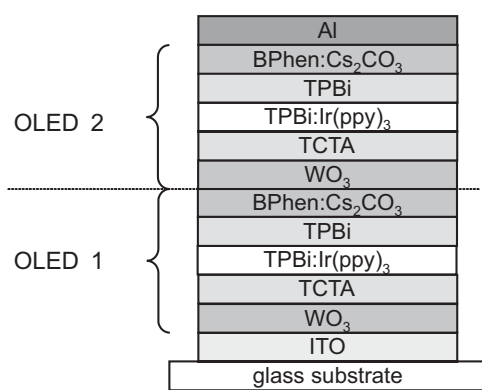 Al
BPhen:Cs₂CO₃
TPBi
TPBi:Ir(ppy)₃
TCTA
WO₃
OLED 2
BPhen:Cs₂CO₃
TPBi
TPBi:Ir(ppy)₃
TCTA
WO₃
OLED 1
ITO
glass substrate